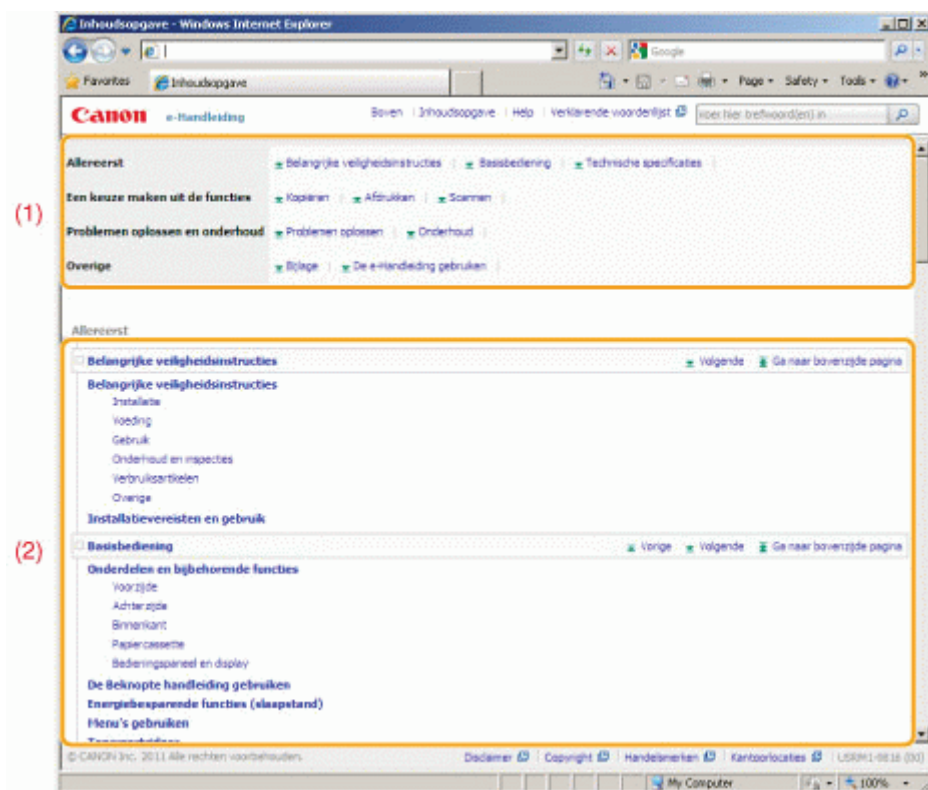 Inhoudsopgave - Windows Internet Explorer
Google
Favorites Inhoudsopgave Page Safety Tools
Canon e-Handleiding Boven Inhoudsopgave Help Verklarende woordenlijst Voer hier trefwoord(en) in
(1)
Allereerst Belangrijke veiligheidsinstructies Basisbediening Technische specificaties
Een keuze maken uit de functies Kopiëren Afdrukken Scannen
Problemen oplossen en onderhoud Problemen oplossen Onderhoud
Overige Bijlage De e-Handleiding gebruiken
Allereerst
(2)
Belangrijke veiligheidsinstructies Volgende Ga naar bovenzijde pagina
Belangrijke veiligheidsinstructies
Installatie
Voeding
Gebruik
Onderhoud en inspecties
Verbruiksartikelen
Overige
Installatievereisten en gebruik
Basisbediening Vorige Volgende Ga naar bovenzijde pagina
Onderdelen en bijbehorende functies
Voorzijde
Achterzijde
Binnenkant
Papiercassette
Bedieningspaneel en display
De Beknopte handleiding gebruiken
Energiebesparende functies (slaapstand)
Menu's gebruiken
© CANON Inc. 2011 Alle rechten voorbehouden. Disclaimer Copyright Handelsmerken Kantoorlocaties
My Computer 100%